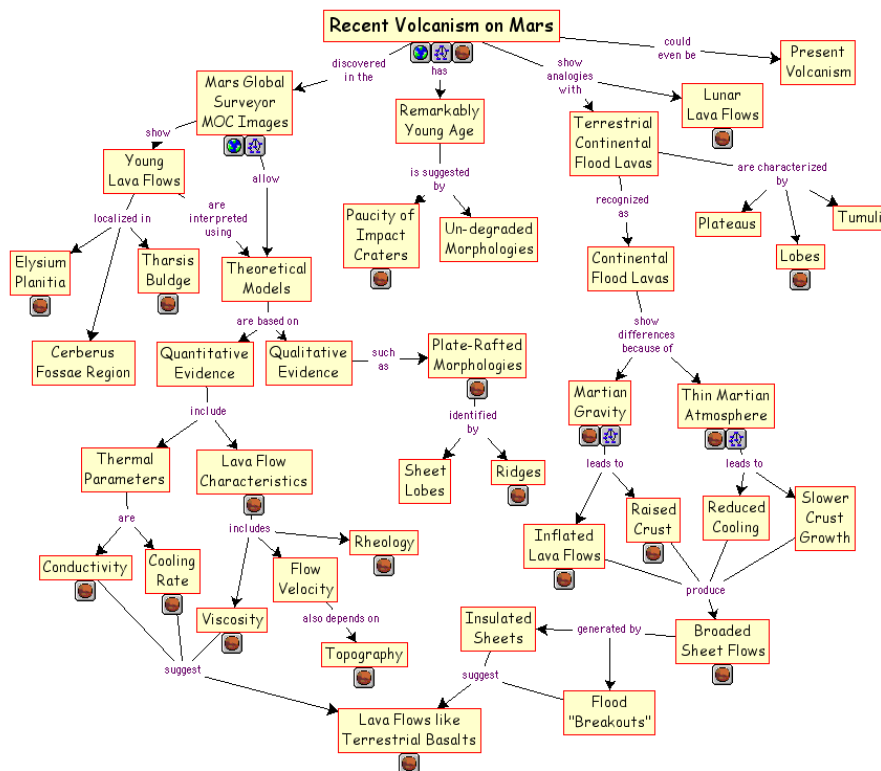 Recent Volcanism on Mars
could
even be
Present
Volcanism
discovered
in the
has
show
analogies
with
Mars Global
Surveyor
MOC Images
Remarkably
Young Age
Lunar
Lava Flows
Terrestrial
Continental
Flood Lavas
show
Young
Lava Flows
allow
is suggested
by
are characterized
by
localized in
are
interpreted
using
Paucity of
Impact
Craters
Un-degraded
Morphologies
recognized
as
Plateaus
Lobes
Tumuli
Elysium
Planitia
Tharsis
Buldge
Theoretical
Models
Continental
Flood Lavas
are based on
show
differences
because of
Cerberus
Fossae Region
Quantitative
Evidence
Qualitative
Evidence
such
as
Plate-Rafted
Morphologies
Martian
Gravity
Thin Martian
Atmosphere
include
identified
by
Thermal
Parameters
Lava Flow
Characteristics
Sheet
Lobes
Ridges
leads to
leads to
are
includes
Inflated
Lava Flows
Raised
Crust
Reduced
Cooling
Slower
Crust
Growth
Conductivity
Cooling
Rate
Flow
Velocity
Rheology
produce
Viscosity
also depends on
Topography
Insulated
Sheets
generated by
Broaded
Sheet Flows
suggest
suggest
Flood
"Breakouts"
Lava Flows like
Terrestrial Basalts